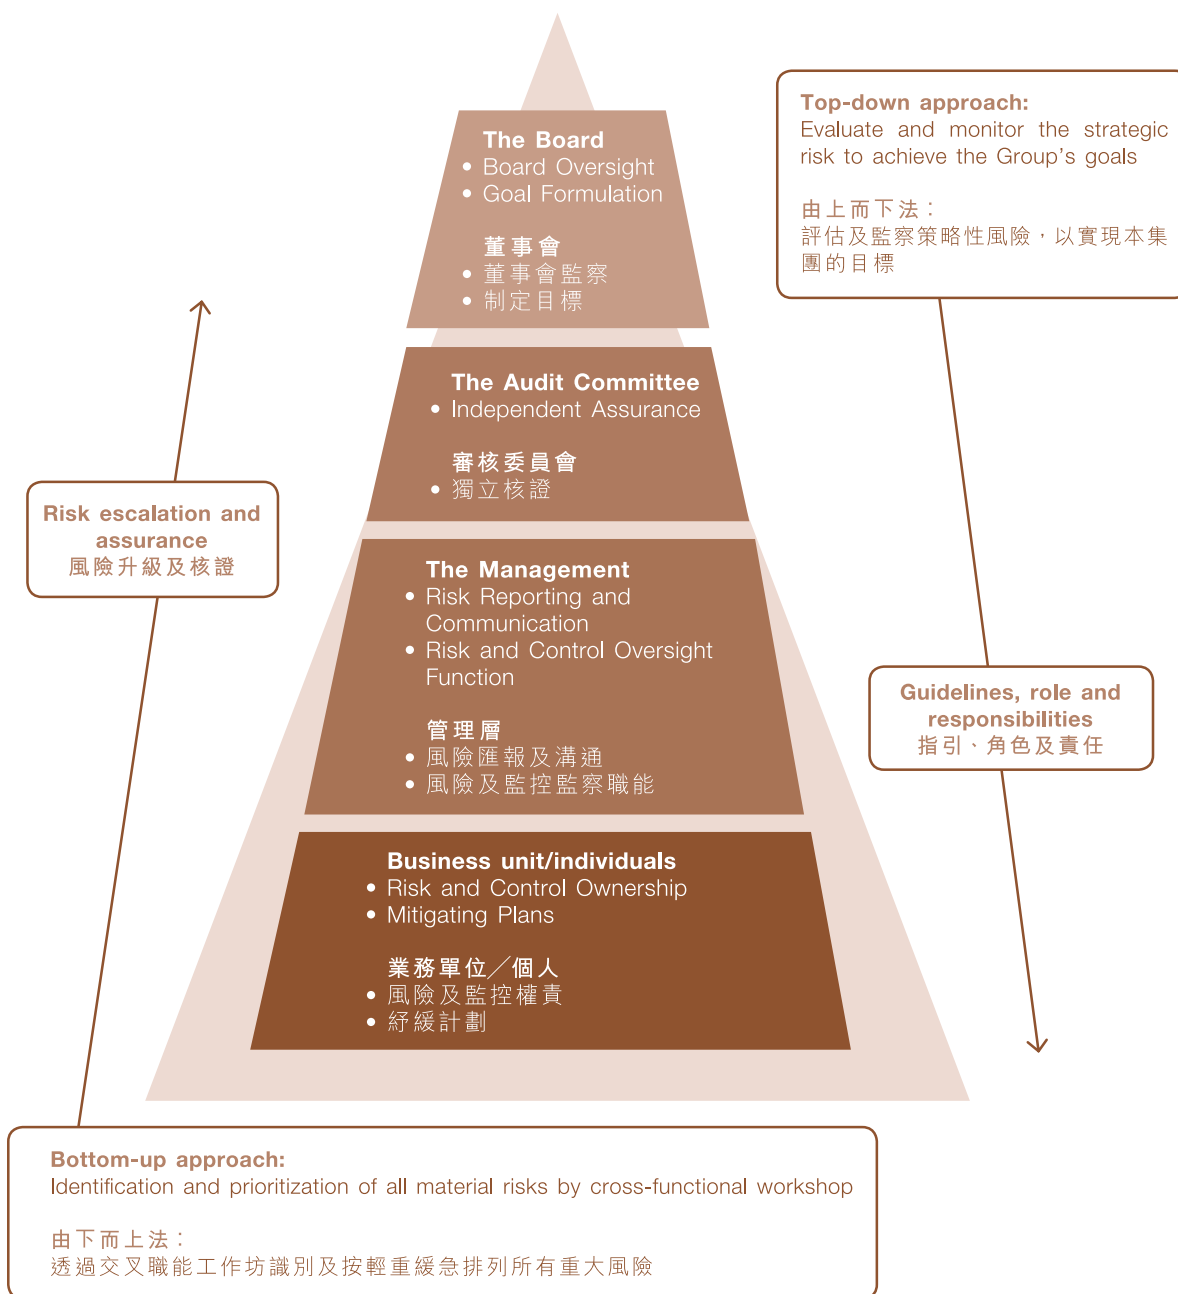 The Board
• Board Oversight
• Goal Formulation
董事會
• 董事會監察
• 制定目標
Top-down approach:
Evaluate and monitor the strategic
risk to achieve the Group's goals
由上而下法：
評估及監察策略性風險，以實現本集
團的目標
The Audit Committee
• Independent Assurance
審核委員會
• 獨立核證
Risk escalation and
assurance
風險升級及核證
The Management
• Risk Reporting and
Communication
• Risk and Control Oversight
Function
管理層
• 風險匯報及溝通
• 風險及監控監察職能
Guidelines, role and
responsibilities
指引、角色及責任
Business unit/individuals
• Risk and Control Ownership
• Mitigating Plans
業務單位／個人
• 風險及監控權責
• 紓緩計劃
Bottom-up approach:
Identification and prioritization of all material risks by cross-functional workshop
由下而上法：
透過交叉職能工作坊識別及按輕重緩急排列所有重大風險